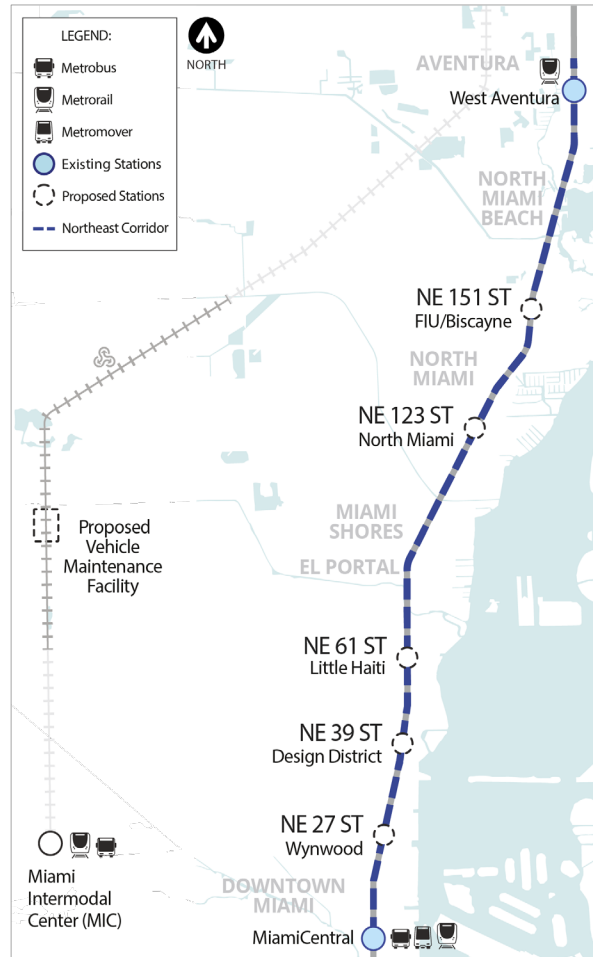 LEGEND:
Metrobus
Metrorail
Metromover
Existing Stations
Proposed Stations
Northeast Corridor
NORTH
AVENTURA
West Aventura
NORTH
MIAMI
BEACH
NE 151 ST
FIU/Biscayne
NORTH
MIAMI
NE 123 ST
North Miami
MIAMI
SHORES
Proposed
Vehicle
Maintenance
Facility
EL PORTAL
NE 61 ST
Little Haiti
NE 39 ST
Design District
NE 27 ST
Wynwood
Miami
Intermodal
Center (MIC)
DOWNTOWN
MIAMI
MiamiCentral